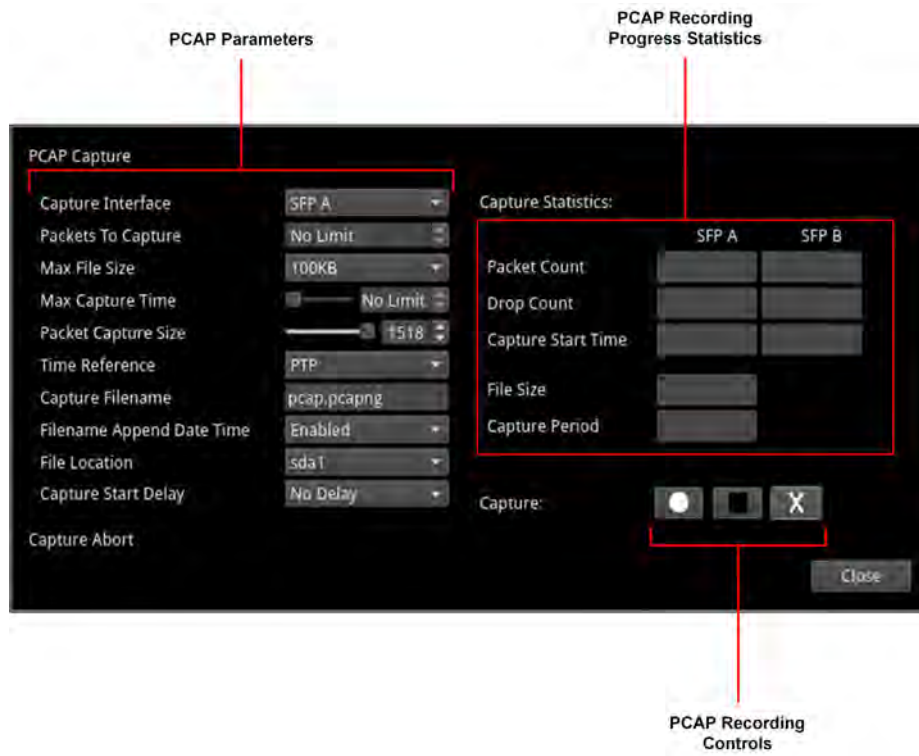 PCAP Parameters
PCAP Recording
Progress Statistics
PCAP Capture
Capture Interface SFP A
Packets To Capture No Limit
Max File Size 100KB
Max Capture Time No Limit
Packet Capture Size 1518
Time Reference PTP
Capture Filename pcap.pcapng
Filename Append Date Time Enabled
File Location sda1
Capture Start Delay No Delay
Capture Abort
Capture Statistics:
SFP A SFP B
Packet Count
Drop Count
Capture Start Time
File Size
Capture Period
Capture: X
Close
PCAP Recording
Controls